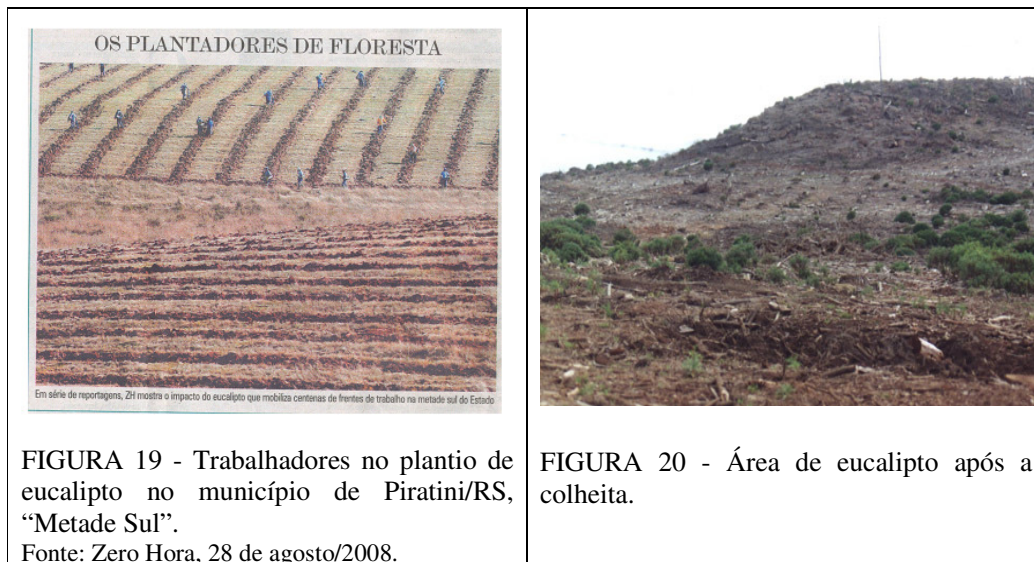 OS PLANTADORES DE FLORESTA
Em série de reportagens, ZH mostra o impacto do eucalipto que mobiliza centenas de frentes de trabalho na metade sul do Estado
FIGURA 19 - Trabalhadores no plantio de
eucalipto no município de Piratini/RS,
“Metade Sul”.
Fonte: Zero Hora, 28 de agosto/2008.
FIGURA 20 - Área de eucalipto após a
colheita.